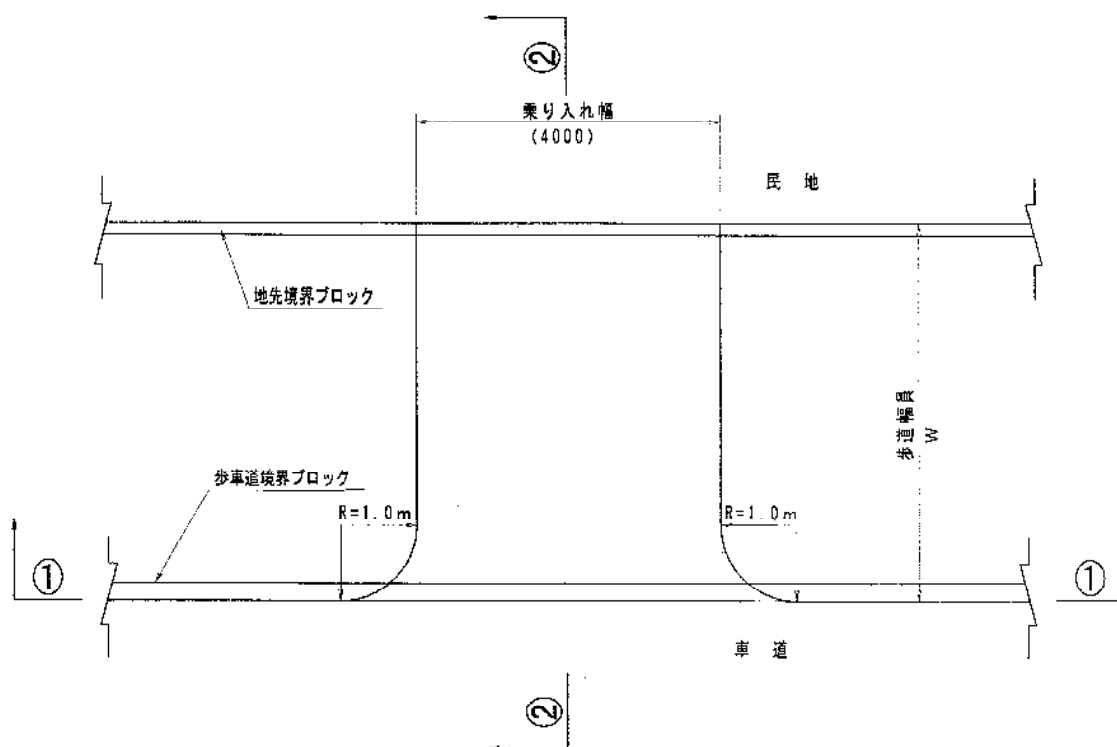 ②
乗り入れ幅
(4000)
民 地
地先境界ブロック
歩道幅員
W
歩車道境界ブロック
R=1.0m
R=1.0m
①
①
車 道
②